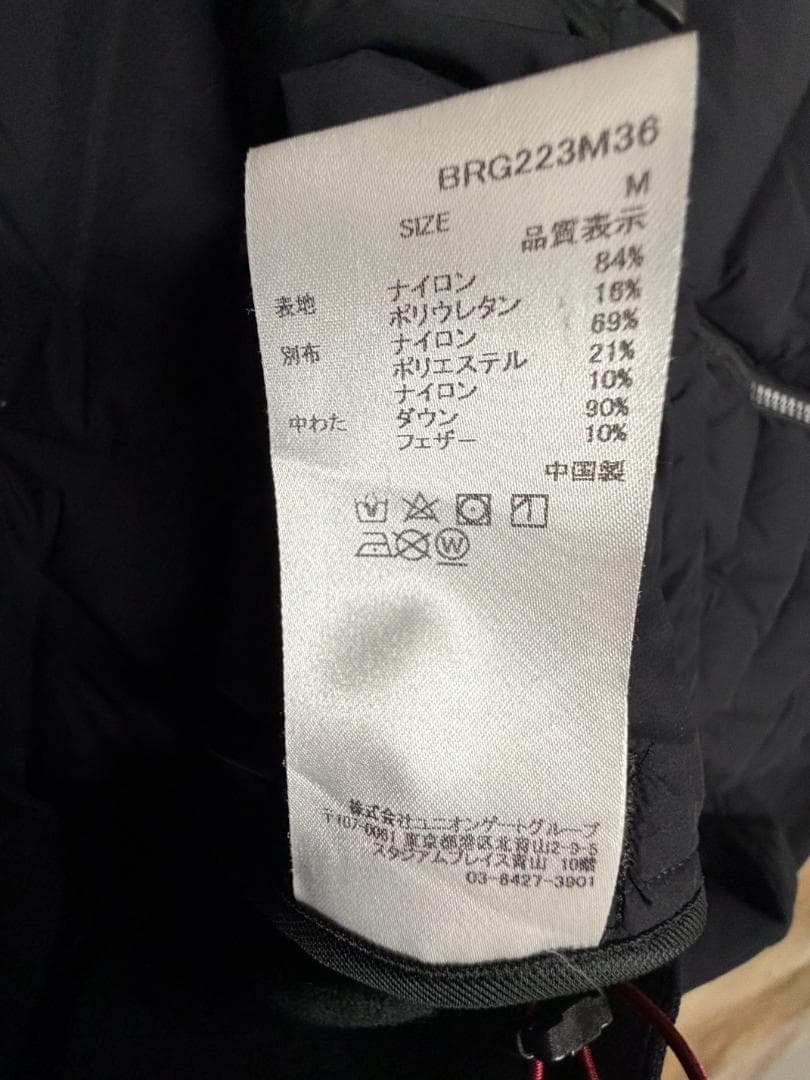 BRG223M36
SIZE M
品質表示
表地 ナイロン 84%
ポリウレタン 16%
別布 ナイロン 69%
ポリエステル 21%
ナイロン 10%
中わた ダウン 90%
フェザー 10%
中国製
W
株式会社ユニオンゲートグループ
〒107-0061 東京都港区北青山2-9-5
スタジアムプレイス青山 10階
03-6427-3901